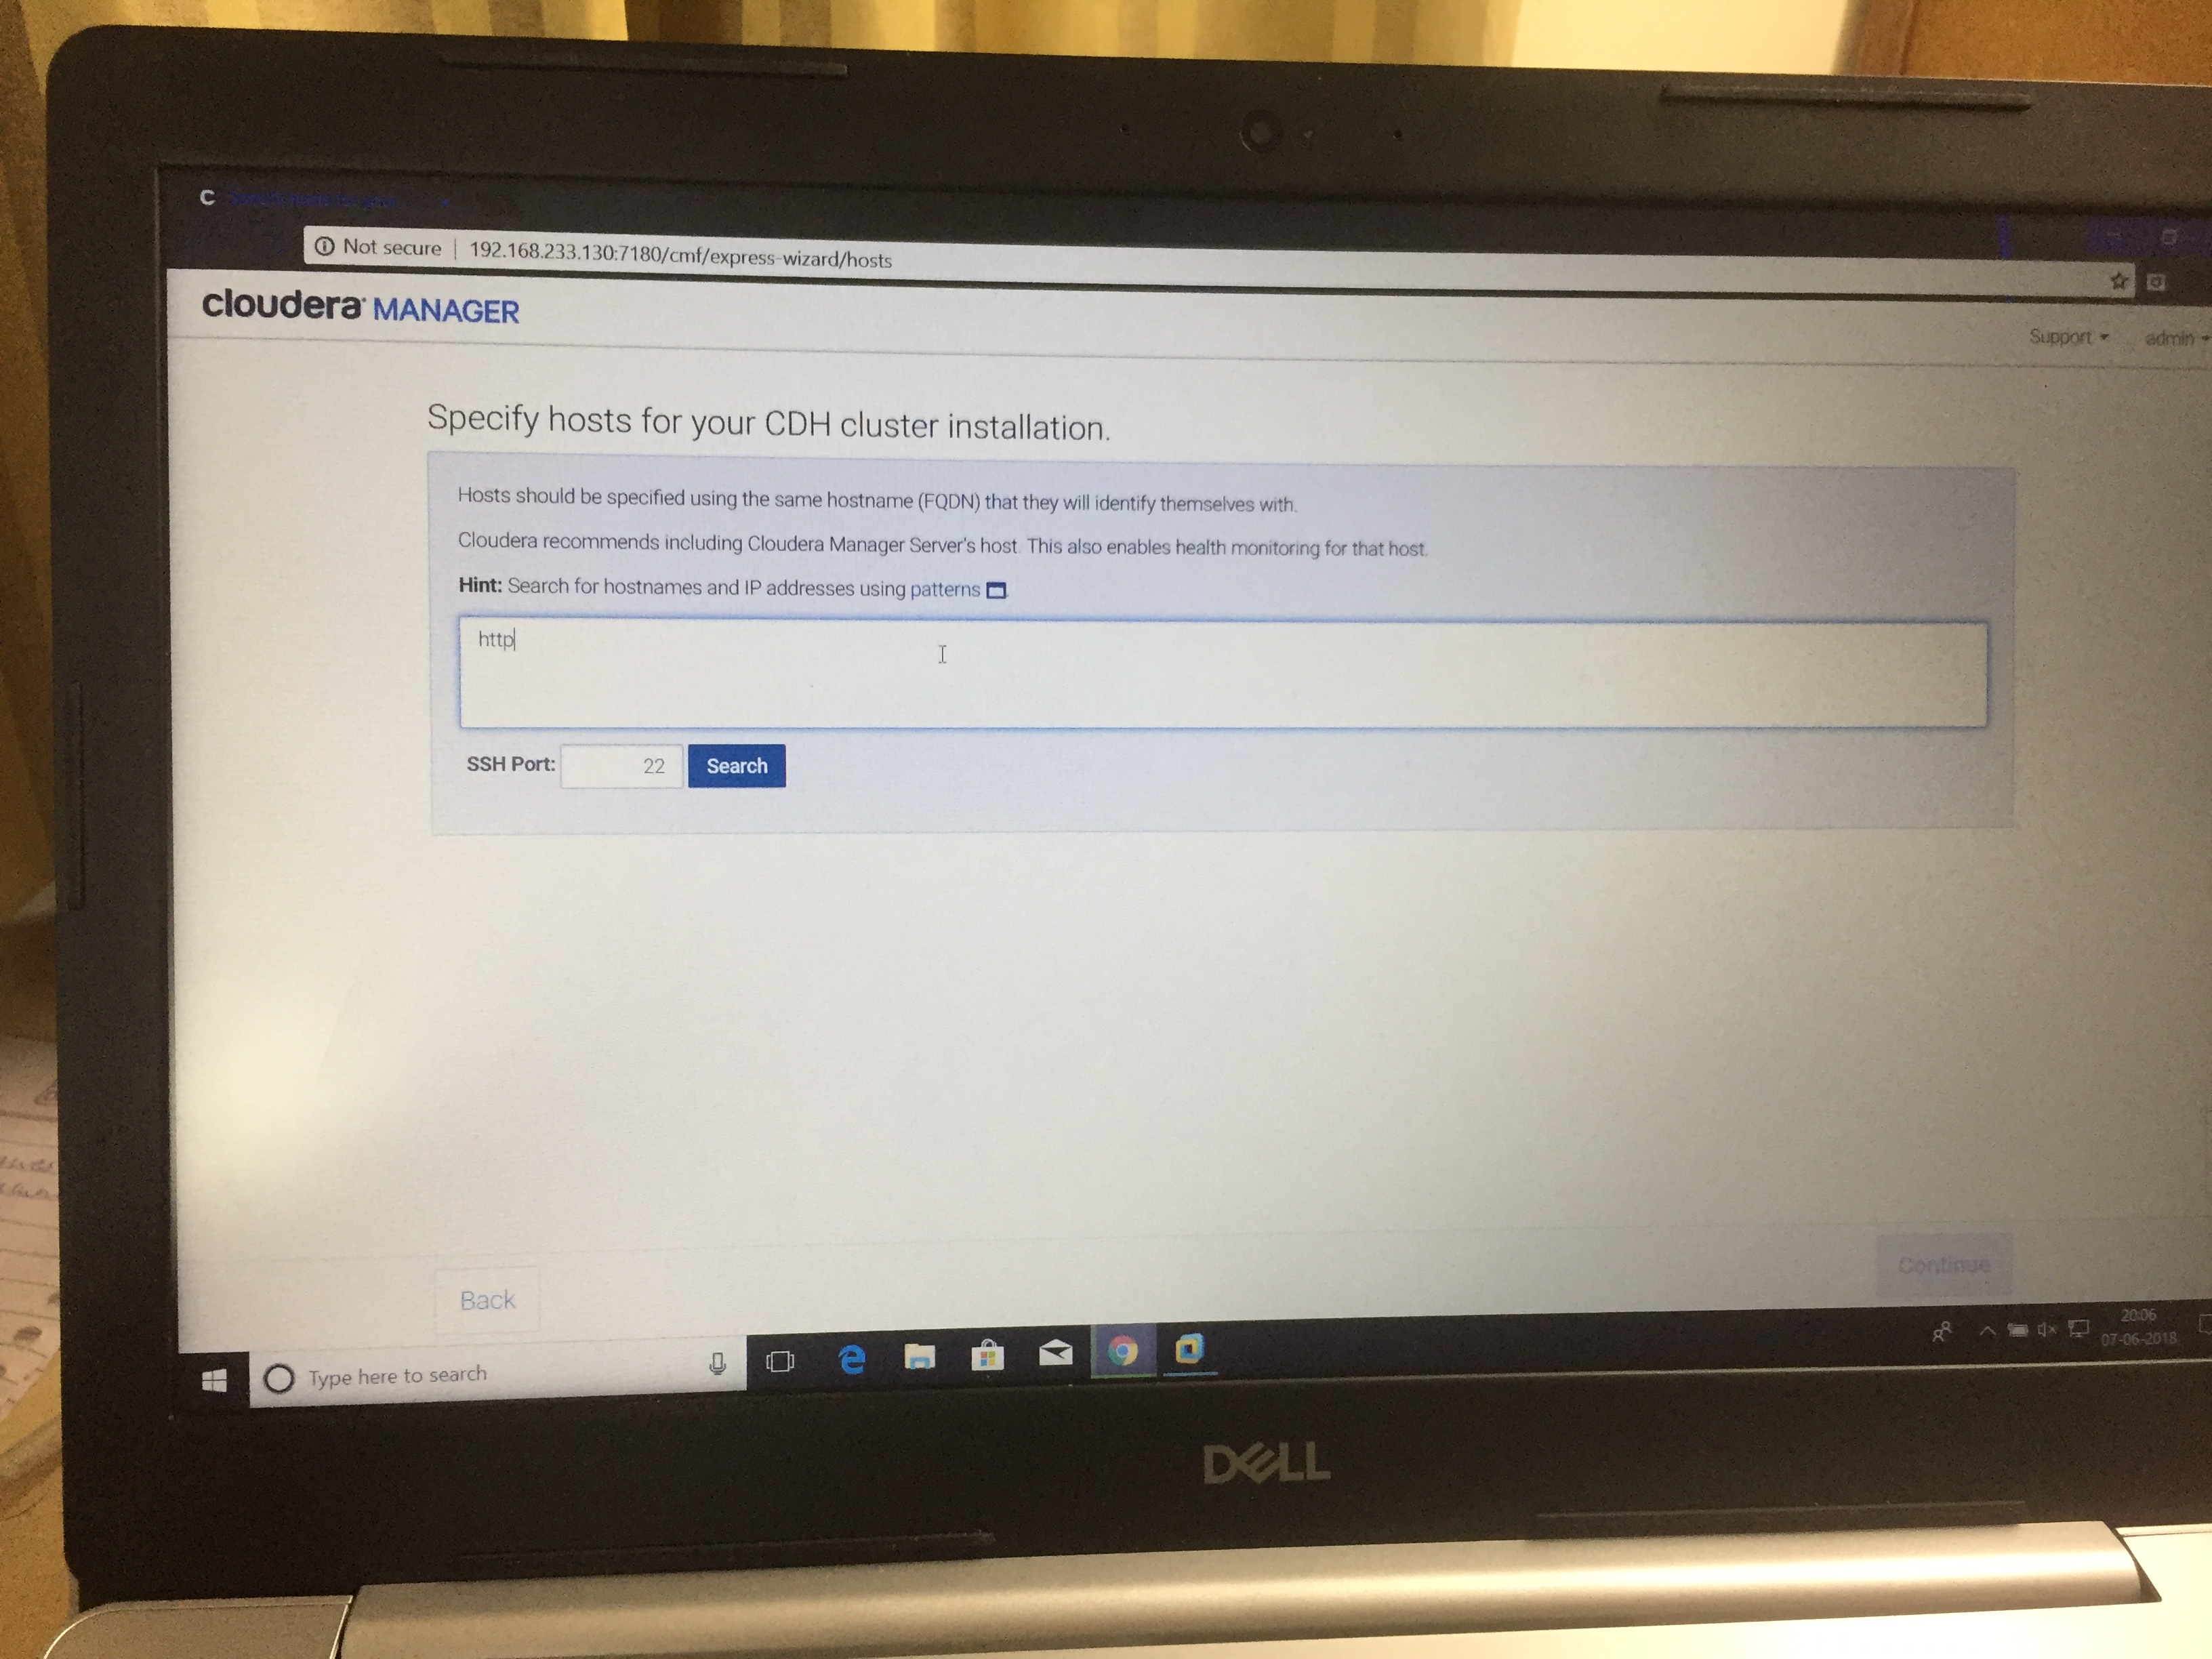 C
Not secure | 192.168.233.130:7180/cmf/express-wizard/hosts
cloudera MANAGER
Support admin
Specify hosts for your CDH cluster installation.
Hosts should be specified using the same hostname (FQDN) that they will identify themselves with.
Cloudera recommends including Cloudera Manager Server's host. This also enables health monitoring for that host.
Hint: Search for hostnames and IP addresses using patterns
http
SSH Port: 22 Search
Back Continue
Type here to search
20:06
07-06-2018
DELL